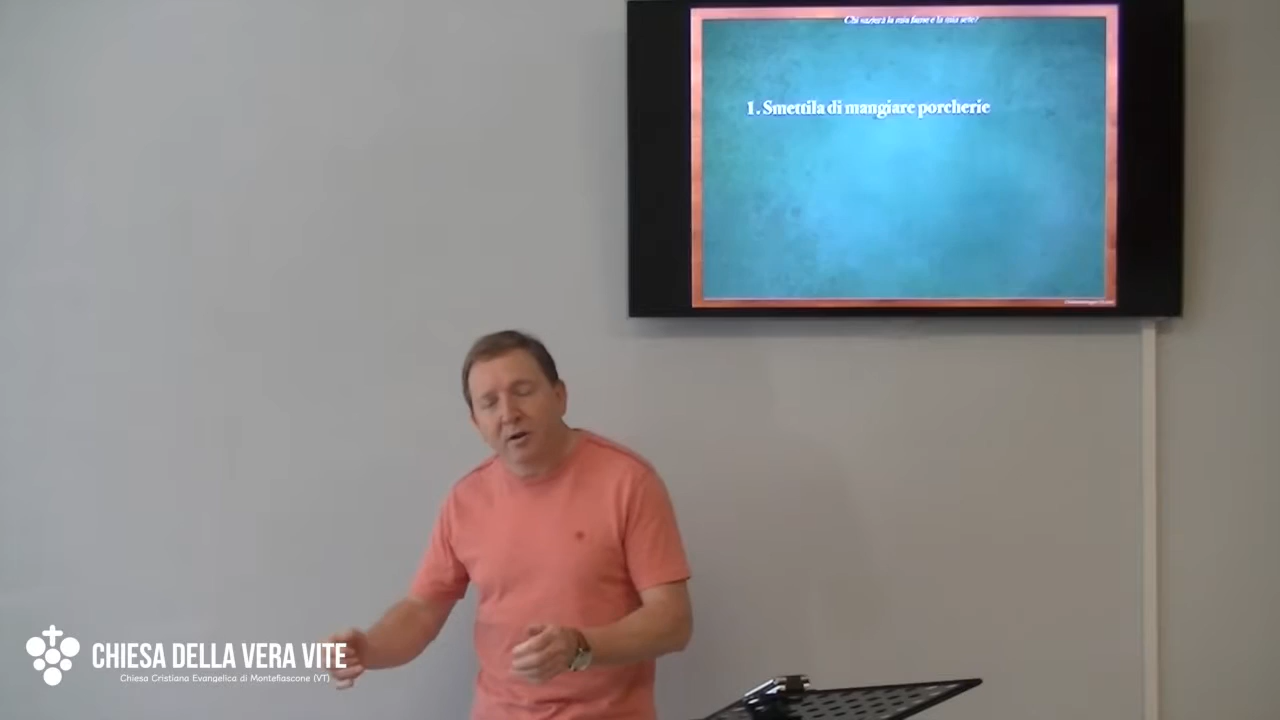 Chi sazierà la mia fame e la mia sete?
1. Smettila di mangiare porcherie
CHIESA DELLA VERA VITE
Chiesa Cristiana Evangelica di Montefiascone (VT)